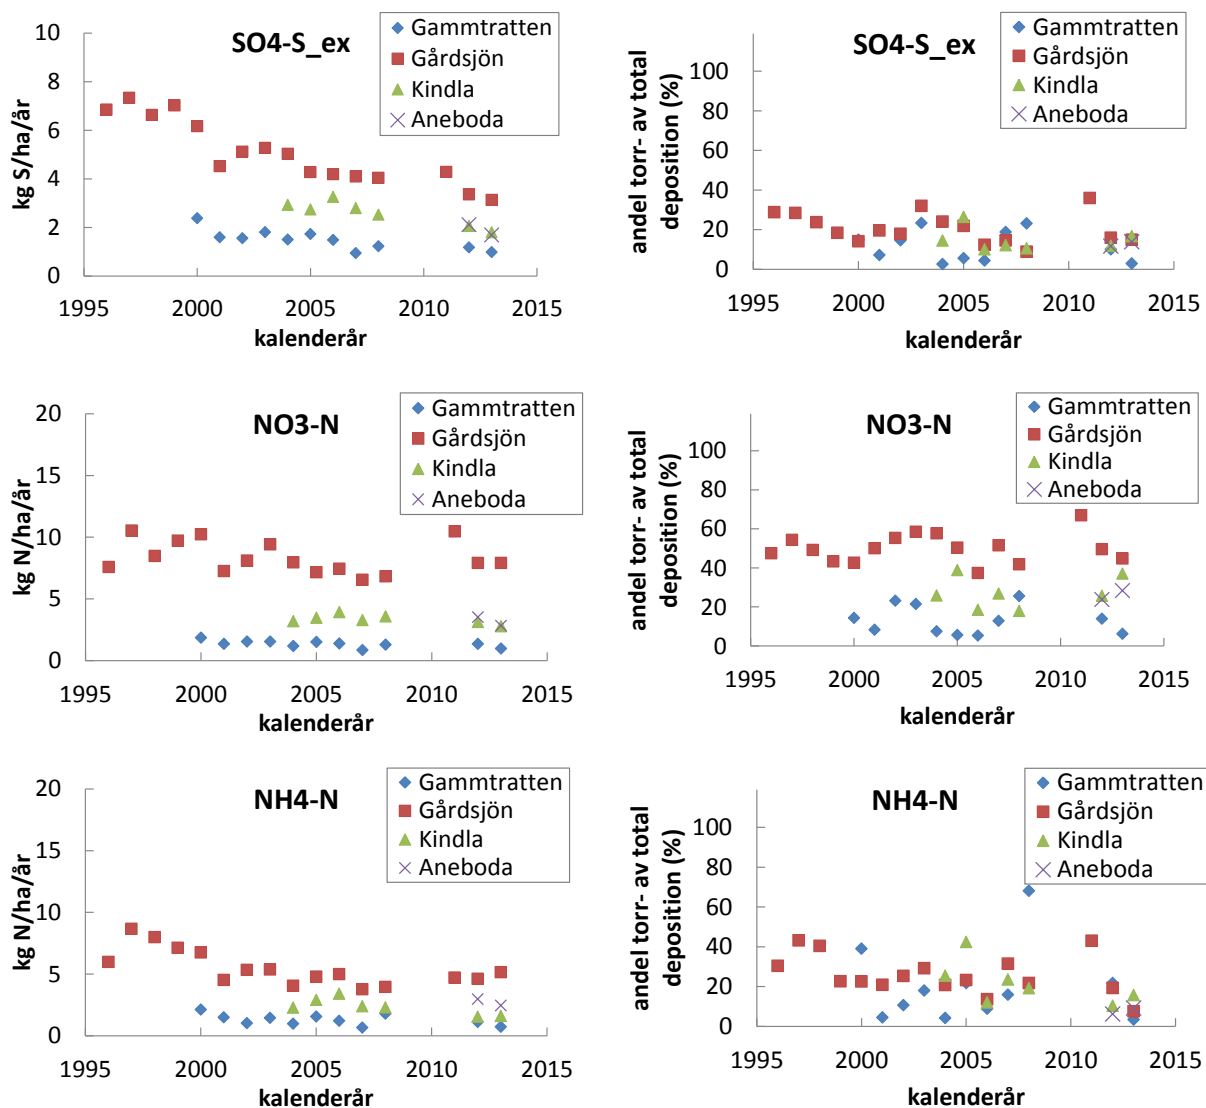 SO4-S_ex
Gammtratten
Gårdsjön
Kindla
Aneboda
kg S/ha/år
10
8
6
4
2
0
1995 2000 2005 2010 2015
kalenderår
SO4-S_ex
Gammtratten
Gårdsjön
Kindla
Aneboda
andel torr- av total
deposition (%)
100
80
60
40
20
0
1995 2000 2005 2010 2015
kalenderår
NO3-N
Gammtratten
Gårdsjön
Kindla
Aneboda
kg N/ha/år
20
15
10
5
0
1995 2000 2005 2010 2015
kalenderår
NO3-N
Gammtratten
Gårdsjön
Kindla
Aneboda
andel torr- av total
deposition (%)
100
80
60
40
20
0
1995 2000 2005 2010 2015
kalenderår
NH4-N
Gammtratten
Gårdsjön
Kindla
Aneboda
kg N/ha/år
20
15
10
5
0
1995 2000 2005 2010 2015
kalenderår
NH4-N
Gammtratten
Gårdsjön
Kindla
Aneboda
andel torr- av total
deposition (%)
100
80
60
40
20
0
1995 2000 2005 2010 2015
kalenderår